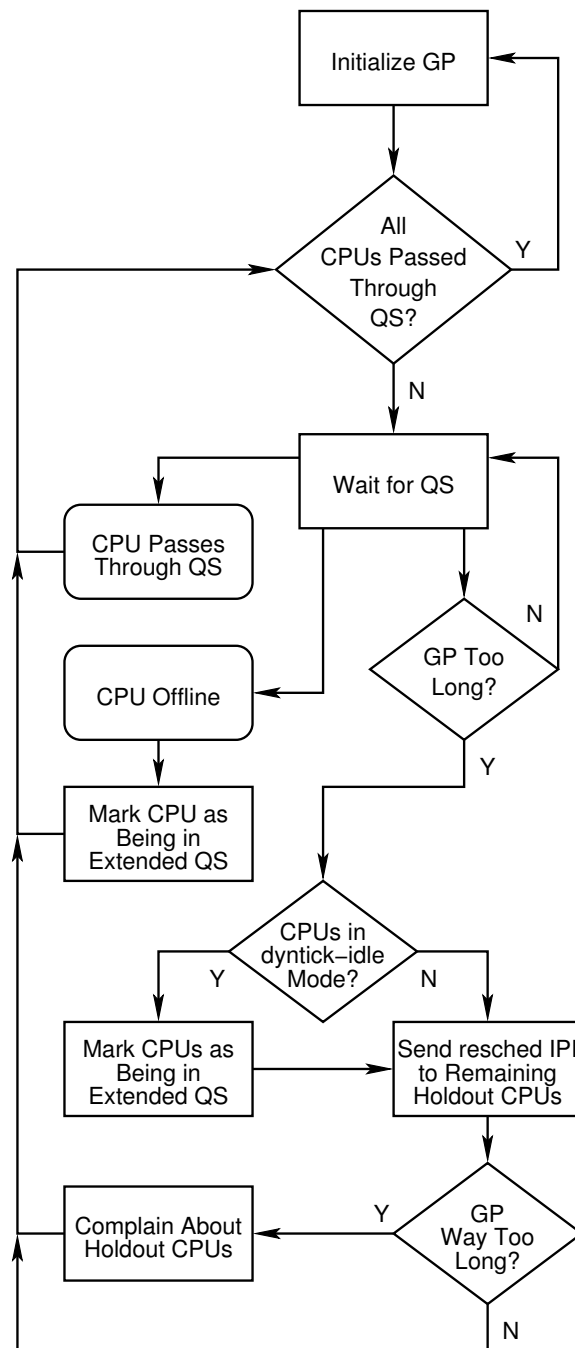 Initialize GP
All
CPUs Passed
Through
QS?
Y
N
Wait for QS
CPU Passes
Through QS
N
GP Too
Long?
CPU Offline
Y
Mark CPU as
Being in
Extended QS
CPUs in
dyntick−idle
Mode?
Y
N
Mark CPUs as
Being in
Extended QS
Send resched IPI
to Remaining
Holdout CPUs
Y
GP
Way Too
Long?
Complain About
Holdout CPUs
N